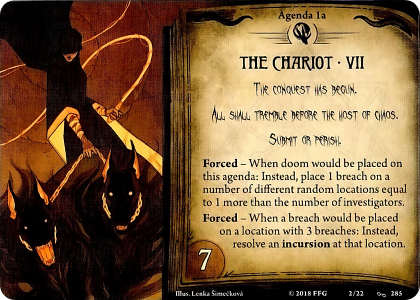 Agenda 1a
THE CHARIOT · VII
THE CONQUEST HAS BEGUN.
ALL SHALL TREMBLE BEFORE THE HOST OF CHAOS.
SUBMIT OR PERISH.
Forced – When doom would be placed on
this agenda: Instead, place 1 breach on a
number of different random locations equal
to 1 more than the number of investigators.
Forced – When a breach would be placed
on a location with 3 breaches: Instead,
resolve an incursion at that location.
7
Illus. Lenka Šimečková © 2018 FFG 2/22 285